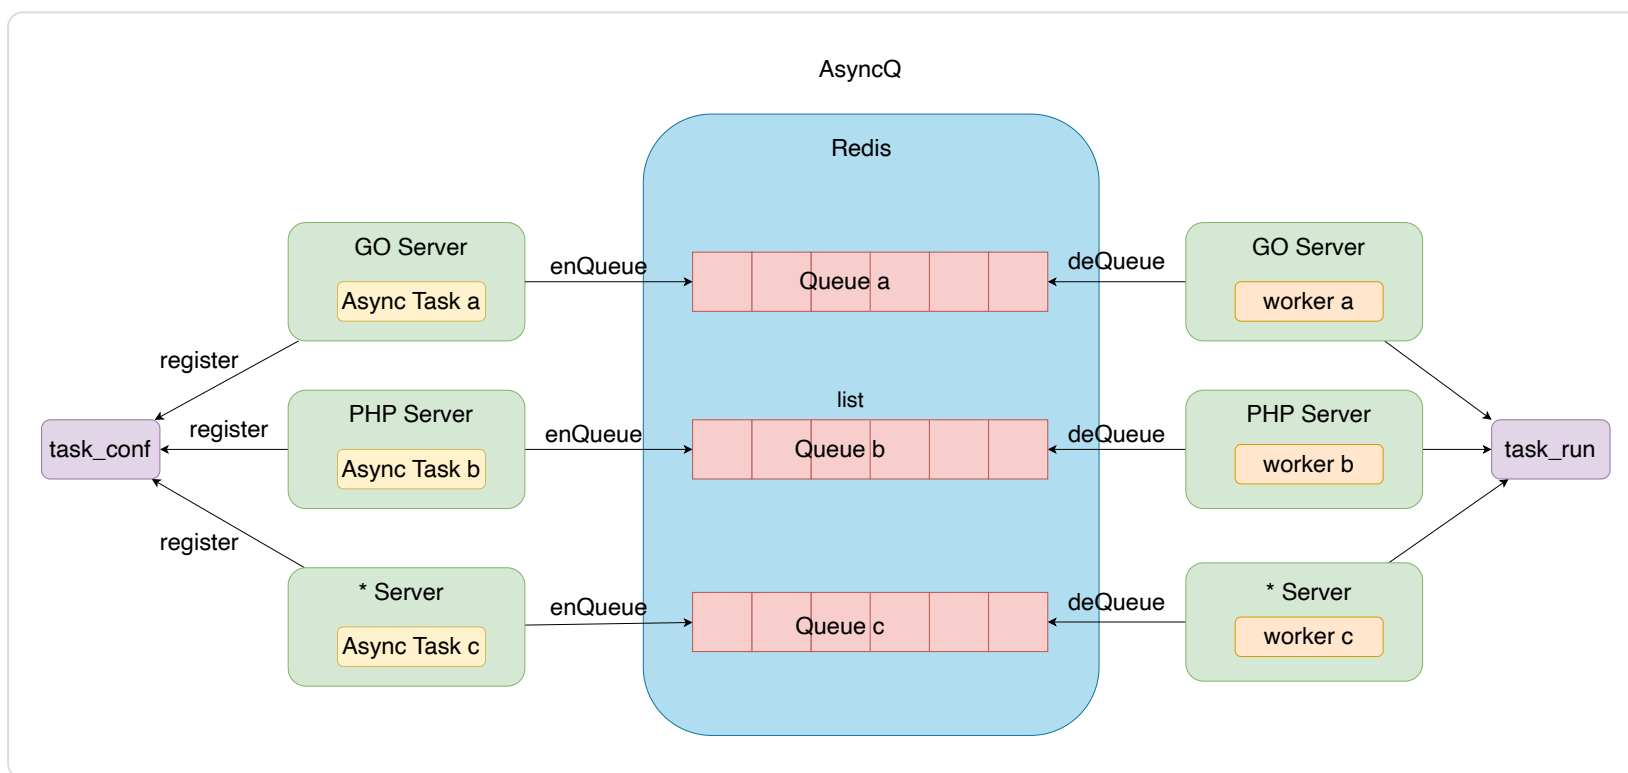 AsyncQ
Redis
GO Server
Async Task a
enQueue
Queue a
deQueue
GO Server
worker a
register
list
task_conf
register
PHP Server
Async Task b
enQueue
Queue b
deQueue
PHP Server
worker b
task_run
register
* Server
Async Task c
enQueue
Queue c
deQueue
* Server
worker c